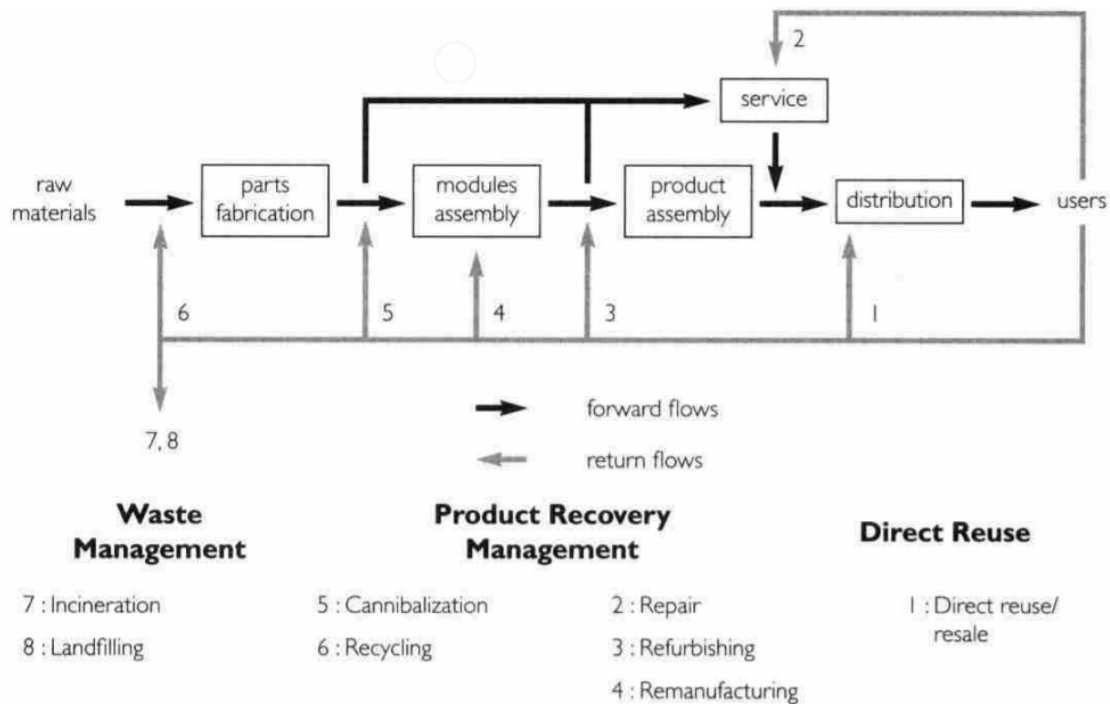 2
service
raw
materials
parts
fabrication
modules
assembly
product
assembly
distribution
users
6
5
4
3
1
7, 8
forward flows
return flows
Waste
Management
Product Recovery
Management
Direct Reuse
7 : Incineration
8 : Landfilling
5 : Cannibalization
6 : Recycling
2 : Repair
3 : Refurbishing
4 : Remanufacturing
1 : Direct reuse/
resale